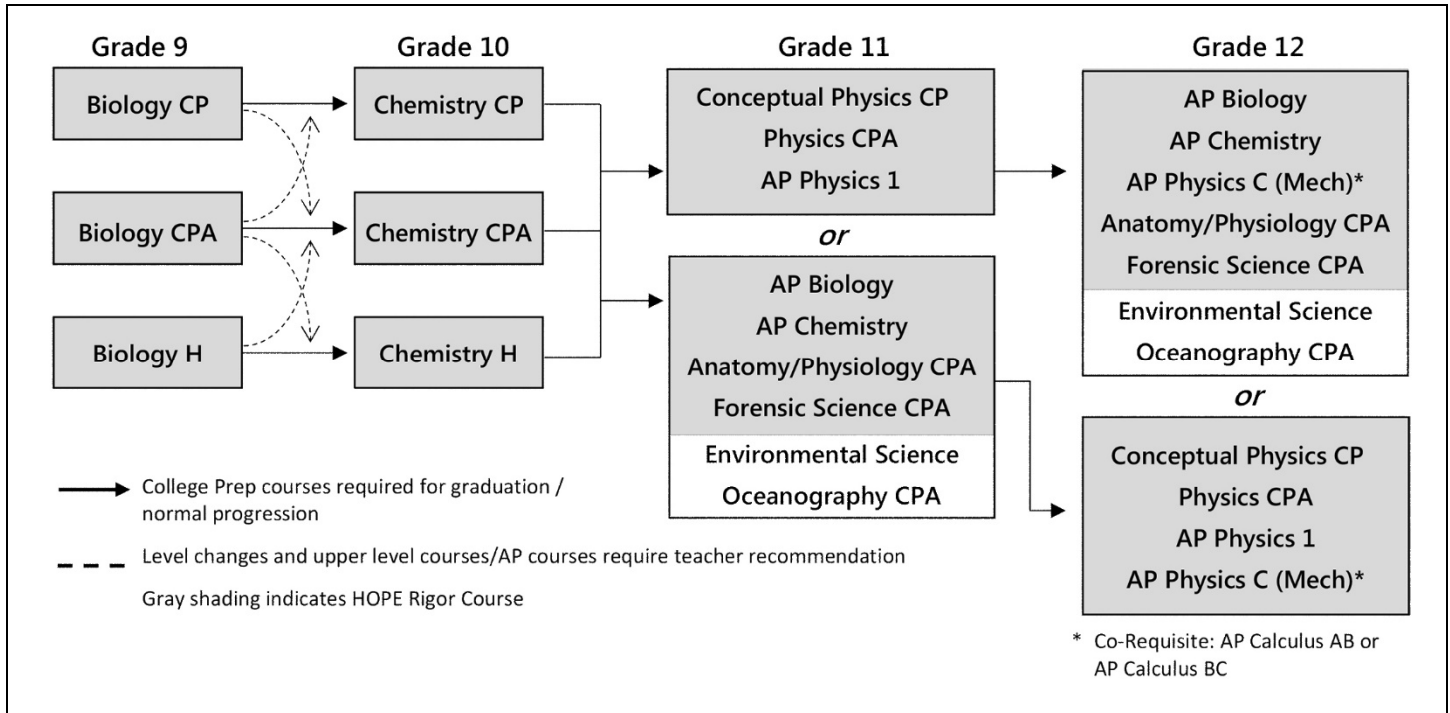 Grade 9
Biology CP
Biology CPA
Biology H
Grade 10
Chemistry CP
Chemistry CPA
Chemistry H
Grade 11
Conceptual Physics CP
Physics CPA
AP Physics 1
or
AP Biology
AP Chemistry
Anatomy/Physiology CPA
Forensic Science CPA
Environmental Science
Oceanography CPA
Grade 12
AP Biology
AP Chemistry
AP Physics C (Mech)*
Anatomy/Physiology CPA
Forensic Science CPA
Environmental Science
Oceanography CPA
or
Conceptual Physics CP
Physics CPA
AP Physics 1
AP Physics C (Mech)*
College Prep courses required for graduation /
normal progression
Level changes and upper level courses/AP courses require teacher recommendation
Gray shading indicates HOPE Rigor Course
* Co-Requisite: AP Calculus AB or
AP Calculus BC